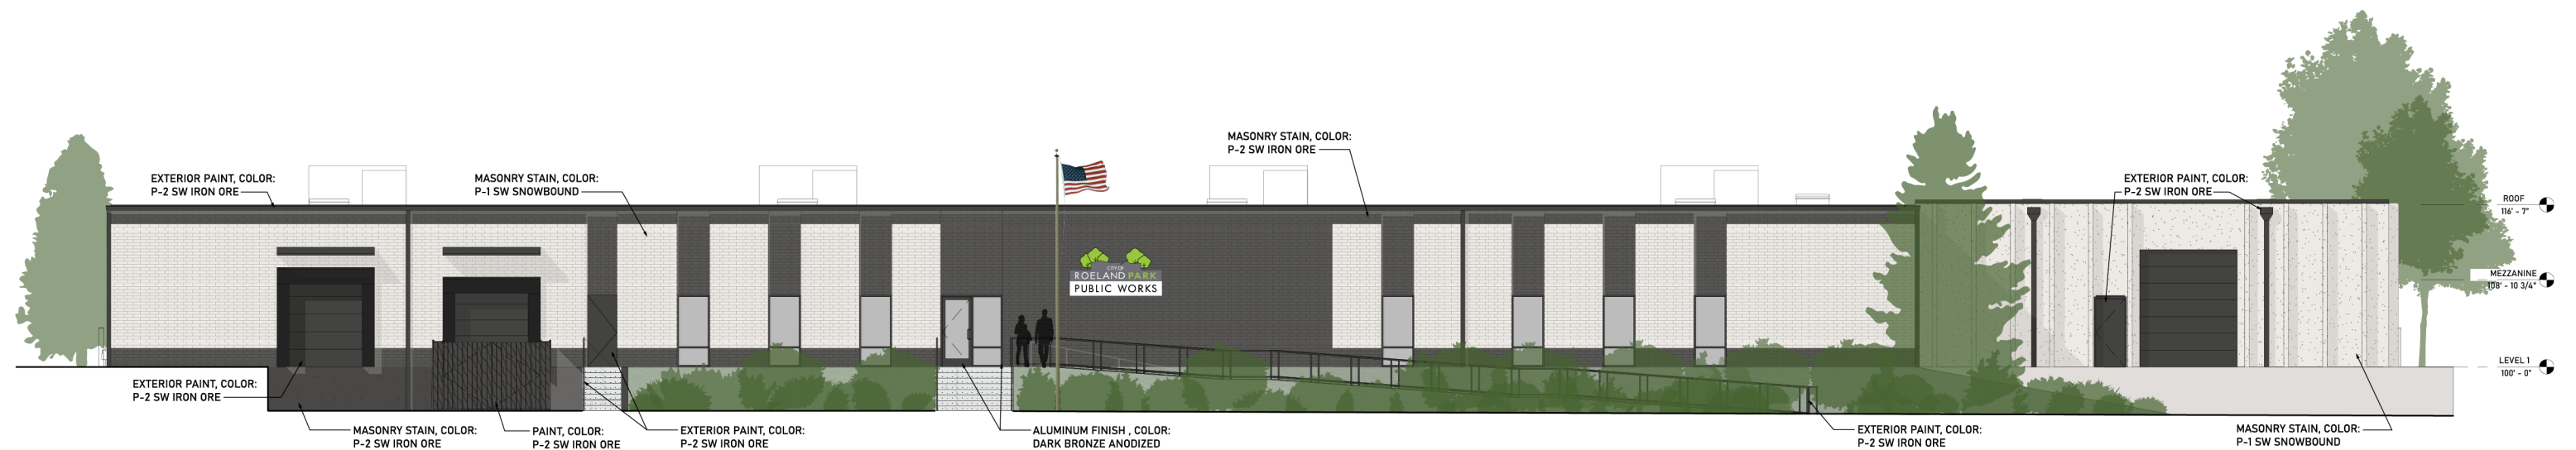 MASONRY STAIN, COLOR:
P-2 SW IRON ORE
EXTERIOR PAINT, COLOR:
P-2 SW IRON ORE
MASONRY STAIN, COLOR:
P-1 SW SNOWBOUND
EXTERIOR PAINT, COLOR:
P-2 SW IRON ORE
ROOF
116' - 7"
CITY OF
ROELAND PARK
PUBLIC WORKS
MEZZANINE
108' - 10 3/4"
LEVEL 1
100' - 0"
EXTERIOR PAINT, COLOR:
P-2 SW IRON ORE
MASONRY STAIN, COLOR:
P-2 SW IRON ORE
PAINT, COLOR:
P-2 SW IRON ORE
EXTERIOR PAINT, COLOR:
P-2 SW IRON ORE
ALUMINUM FINISH , COLOR:
DARK BRONZE ANODIZED
EXTERIOR PAINT, COLOR:
P-2 SW IRON ORE
MASONRY STAIN, COLOR:
P-1 SW SNOWBOUND